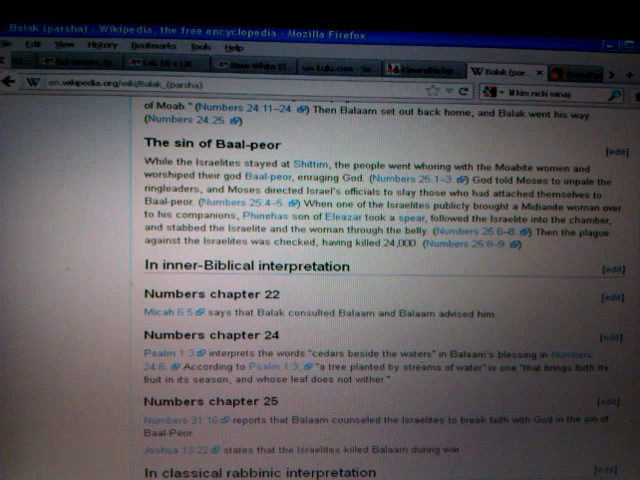 Balak (parsha) - Wikipedia, the free encyclopedia - Mozilla Firefox
File Edit View History Bookmarks Tools Help
New White El... Lulu.com - Se... Balak (par...
en.wikipedia.org/wiki/Balak_(parsha)
of Moab." (Numbers 24:11–24.) Then Balaam set out back home, and Balak went his way.
(Numbers 24:25.)
The sin of Baal-peor [edit]
While the Israelites stayed at Shittim, the people went whoring with the Moabite women and
worshiped their god Baal-peor, enraging God. (Numbers 25:1–3.) God told Moses to impale the
ringleaders, and Moses directed Israel's officials to slay those who had attached themselves to
Baal-peor. (Numbers 25:4–5.) When one of the Israelites publicly brought a Midianite woman over
to his companions, Phinehas son of Eleazar took a spear, followed the Israelite into the chamber,
and stabbed the Israelite and the woman through the belly. (Numbers 25:6–8.) Then the plague
against the Israelites was checked, having killed 24,000. (Numbers 25:8–9.)
In inner-Biblical interpretation [edit]
Numbers chapter 22 [edit]
Micah 6:5 says that Balak consulted Balaam and Balaam advised him.
Numbers chapter 24 [edit]
Psalm 1:3 interprets the words "cedars beside the waters" in Balaam's blessing in Numbers
24:6. According to Psalm 1:3, "a tree planted by streams of water" is one "that brings forth its
fruit in its season, and whose leaf does not wither."
Numbers chapter 25 [edit]
Numbers 31:16 reports that Balaam counseled the Israelites to break faith with God in the sin of
Baal-Peor.
Joshua 13:22 states that the Israelites killed Balaam during war.
In classical rabbinic interpretation [edit]